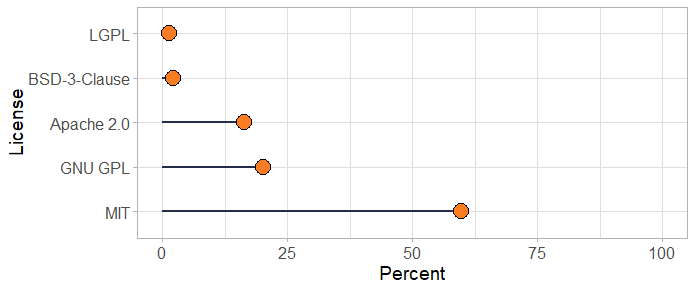 LGPL
BSD-3-Clause
Apache 2.0
GNU GPL
MIT
License
0 25 50 75 100
Percent